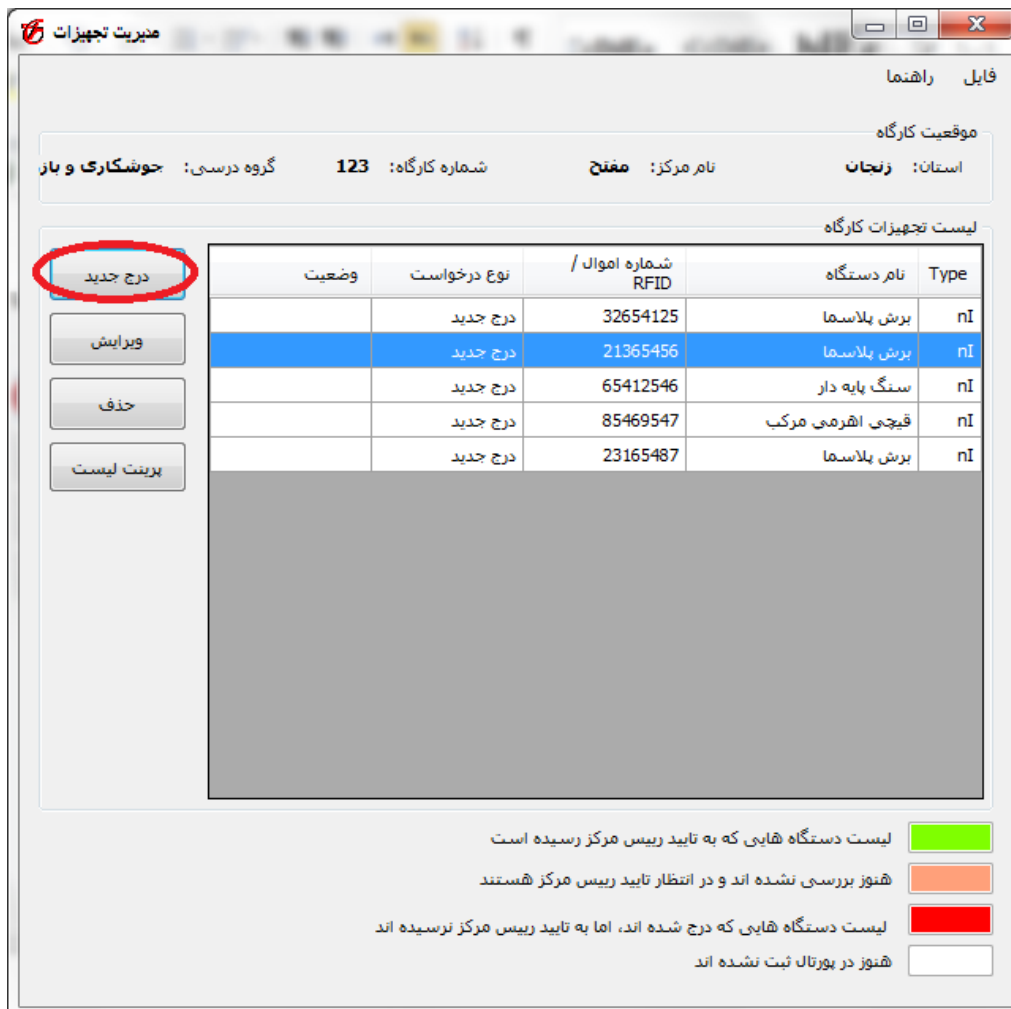 مدیریت تجهیزات
فایل راهنما
موقعیت کارگاه
استان: زنجان نام مرکز: مفتح شماره کارگاه: 123 گروه درسی: جوشکاری و باز
لیست تجهیزات کارگاه
Type نام دستگاه شماره اموال / RFID نوع درخواست وضعیت
nI برش پلاسما 32654125 درج جدید
nI برش پلاسما 21365456 درج جدید
nI سنگ پایه دار 65412546 درج جدید
nI قیچی اهرمی مرکب 85469547 درج جدید
nI برش پلاسما 23165487 درج جدید
درج جدید
ویرایش
حذف
پرینت لیست
لیست دستگاه هایی که به تایید رییس مرکز رسیده است
هنوز بررسی نشده اند و در انتظار تایید رییس مرکز هستند
لیست دستگاه هایی که درج شده اند، اما به تایید رییس مرکز نرسیده اند
هنوز در پورتال ثبت نشده اند